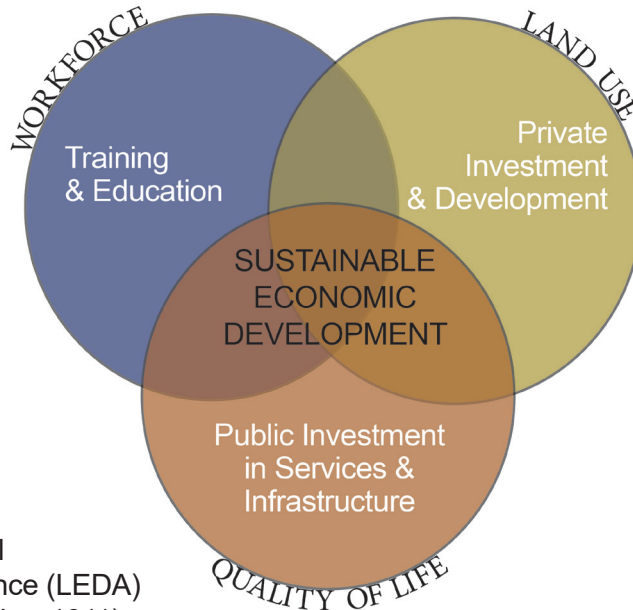 WORKFORCE
LAND USE
Training
& Education
Private
Investment
& Development
SUSTAINABLE
ECONOMIC
DEVELOPMENT
Public Investment
in Services &
Infrastructure
QUALITY OF LIFE
nce (LEDA)